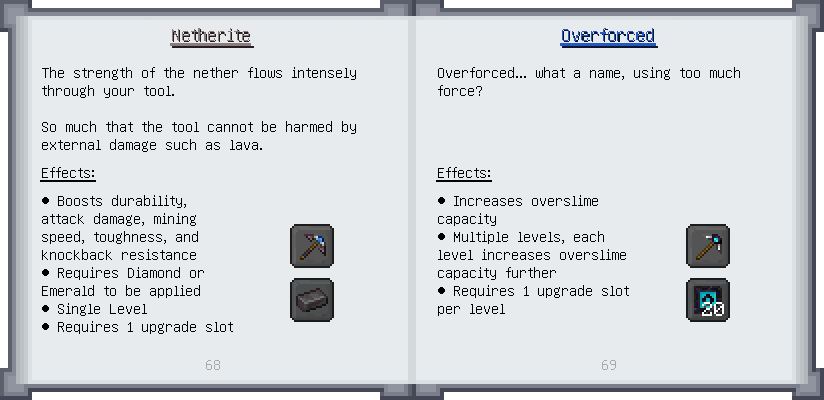 Netherite
The strength of the nether flows intensely
through your tool.
So much that the tool cannot be harmed by
external damage such as lava.
Effects:
• Boosts durability,
attack damage, mining
speed, toughness, and
knockback resistance
• Requires Diamond or
Emerald to be applied
• Single Level
• Requires 1 upgrade slot
68
Overforced
Overforced... what a name, using too much
force?
Effects:
• Increases overslime
capacity
• Multiple levels, each
level increases overslime
capacity further
• Requires 1 upgrade slot
per level
20
69